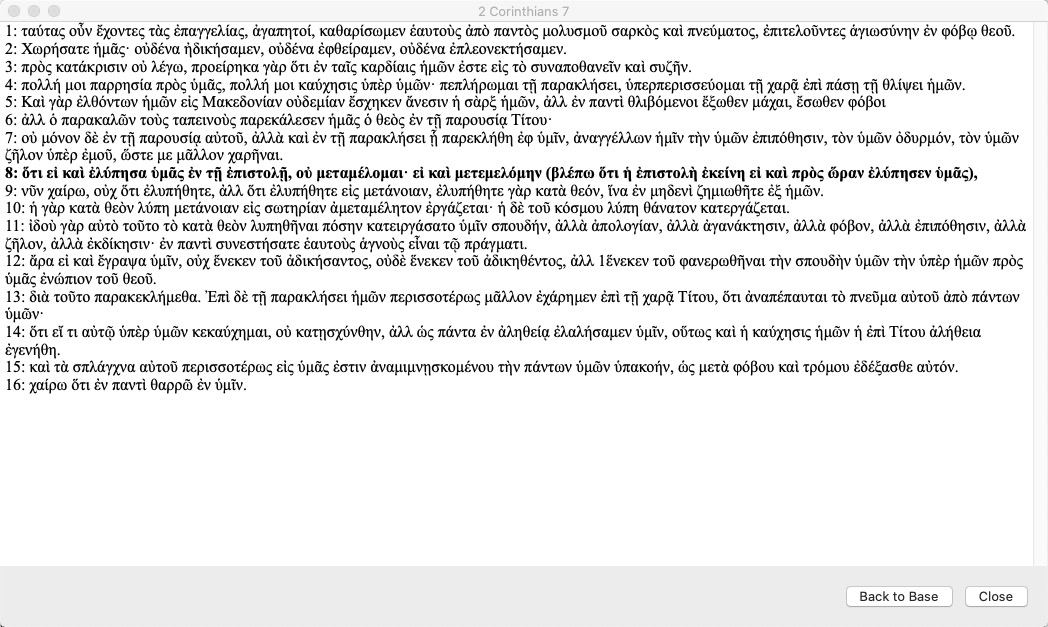 2 Corinthians 7
1: ταύτας οὖν ἔχοντες τὰς ἐπαγγελίας, ἀγαπητοί, καθαρίσωμεν ἑαυτοὺς ἀπὸ παντὸς μολυσμοῦ σαρκὸς καὶ πνεύματος, ἐπιτελοῦντες ἁγιωσύνην ἐν φόβῳ θεοῦ.
2: Χωρήσατε ἡμᾶς· οὐδένα ἠδικήσαμεν, οὐδένα ἐφθείραμεν, οὐδένα ἐπλεονεκτήσαμεν.
3: πρὸς κατάκρισιν οὐ λέγω, προείρηκα γὰρ ὅτι ἐν ταῖς καρδίαις ἡμῶν ἐστε εἰς τὸ συναποθανεῖν καὶ συζῆν.
4: πολλή μοι παρρησία πρὸς ὑμᾶς, πολλή μοι καύχησις ὑπὲρ ὑμῶν· πεπλήρωμαι τῇ παρακλήσει, ὑπερπερισσεύομαι τῇ χαρᾷ ἐπὶ πάσῃ τῇ θλίψει ἡμῶν.
5: Καὶ γὰρ ἐλθόντων ἡμῶν εἰς Μακεδονίαν οὐδεμίαν ἔσχηκεν ἄνεσιν ἡ σὰρξ ἡμῶν, ἀλλ ἐν παντὶ θλιβόμενοι ἔξωθεν μάχαι, ἔσωθεν φόβοι
6: ἀλλ ὁ παρακαλῶν τοὺς ταπεινοὺς παρεκάλεσεν ἡμᾶς ὁ θεὸς ἐν τῇ παρουσίᾳ Τίτου·
7: οὐ μόνον δὲ ἐν τῇ παρουσίᾳ αὐτοῦ, ἀλλὰ καὶ ἐν τῇ παρακλήσει ᾗ παρεκλήθη ἐφ ὑμῖν, ἀναγγέλλων ἡμῖν τὴν ὑμῶν ἐπιπόθησιν, τὸν ὑμῶν ὀδυρμόν, τὸν ὑμῶν
ζῆλον ὑπὲρ ἐμοῦ, ὥστε με μᾶλλον χαρῆναι.
8: ὅτι εἰ καὶ ἐλύπησα ὑμᾶς ἐν τῇ ἐπιστολῇ, οὐ μεταμέλομαι· εἰ καὶ μετεμελόμην (βλέπω ὅτι ἡ ἐπιστολὴ ἐκείνη εἰ καὶ πρὸς ὥραν ἐλύπησεν ὑμᾶς),
9: νῦν χαίρω, οὐχ ὅτι ἐλυπήθητε, ἀλλ ὅτι ἐλυπήθητε εἰς μετάνοιαν, ἐλυπήθητε γὰρ κατὰ θεόν, ἵνα ἐν μηδενὶ ζημιωθῆτε ἐξ ἡμῶν.
10: ἡ γὰρ κατὰ θεὸν λύπη μετάνοιαν εἰς σωτηρίαν ἀμεταμέλητον ἐργάζεται· ἡ δὲ τοῦ κόσμου λύπη θάνατον κατεργάζεται.
11: ἰδοὺ γὰρ αὐτὸ τοῦτο τὸ κατὰ θεὸν λυπηθῆναι πόσην κατειργάσατο ὑμῖν σπουδήν, ἀλλὰ ἀπολογίαν, ἀλλὰ ἀγανάκτησιν, ἀλλὰ φόβον, ἀλλὰ ἐπιπόθησιν, ἀλλὰ
ζῆλον, ἀλλὰ ἐκδίκησιν· ἐν παντὶ συνεστήσατε ἑαυτοὺς ἁγνοὺς εἶναι τῷ πράγματι.
12: ἄρα εἰ καὶ ἔγραψα ὑμῖν, οὐχ ἕνεκεν τοῦ ἀδικήσαντος, οὐδὲ ἕνεκεν τοῦ ἀδικηθέντος, ἀλλ 1ἕνεκεν τοῦ φανερωθῆναι τὴν σπουδὴν ὑμῶν τὴν ὑπὲρ ἡμῶν πρὸς
ὑμᾶς ἐνώπιον τοῦ θεοῦ.
13: διὰ τοῦτο παρακεκλήμεθα. Ἐπὶ δὲ τῇ παρακλήσει ἡμῶν περισσοτέρως μᾶλλον ἐχάρημεν ἐπὶ τῇ χαρᾷ Τίτου, ὅτι ἀναπέπαυται τὸ πνεῦμα αὐτοῦ ἀπὸ πάντων
ὑμῶν·
14: ὅτι εἴ τι αὐτῷ ὑπὲρ ὑμῶν κεκαύχημαι, οὐ κατῃσχύνθην, ἀλλ ὡς πάντα ἐν ἀληθείᾳ ἐλαλήσαμεν ὑμῖν, οὕτως καὶ ἡ καύχησις ἡμῶν ἡ ἐπὶ Τίτου ἀλήθεια
ἐγενήθη.
15: καὶ τὰ σπλάγχνα αὐτοῦ περισσοτέρως εἰς ὑμᾶς ἐστιν ἀναμιμνῃσκομένου τὴν πάντων ὑμῶν ὑπακοήν, ὡς μετὰ φόβου καὶ τρόμου ἐδέξασθε αὐτόν.
16: χαίρω ὅτι ἐν παντὶ θαρρῶ ἐν ὑμῖν.
Back to Base
Close